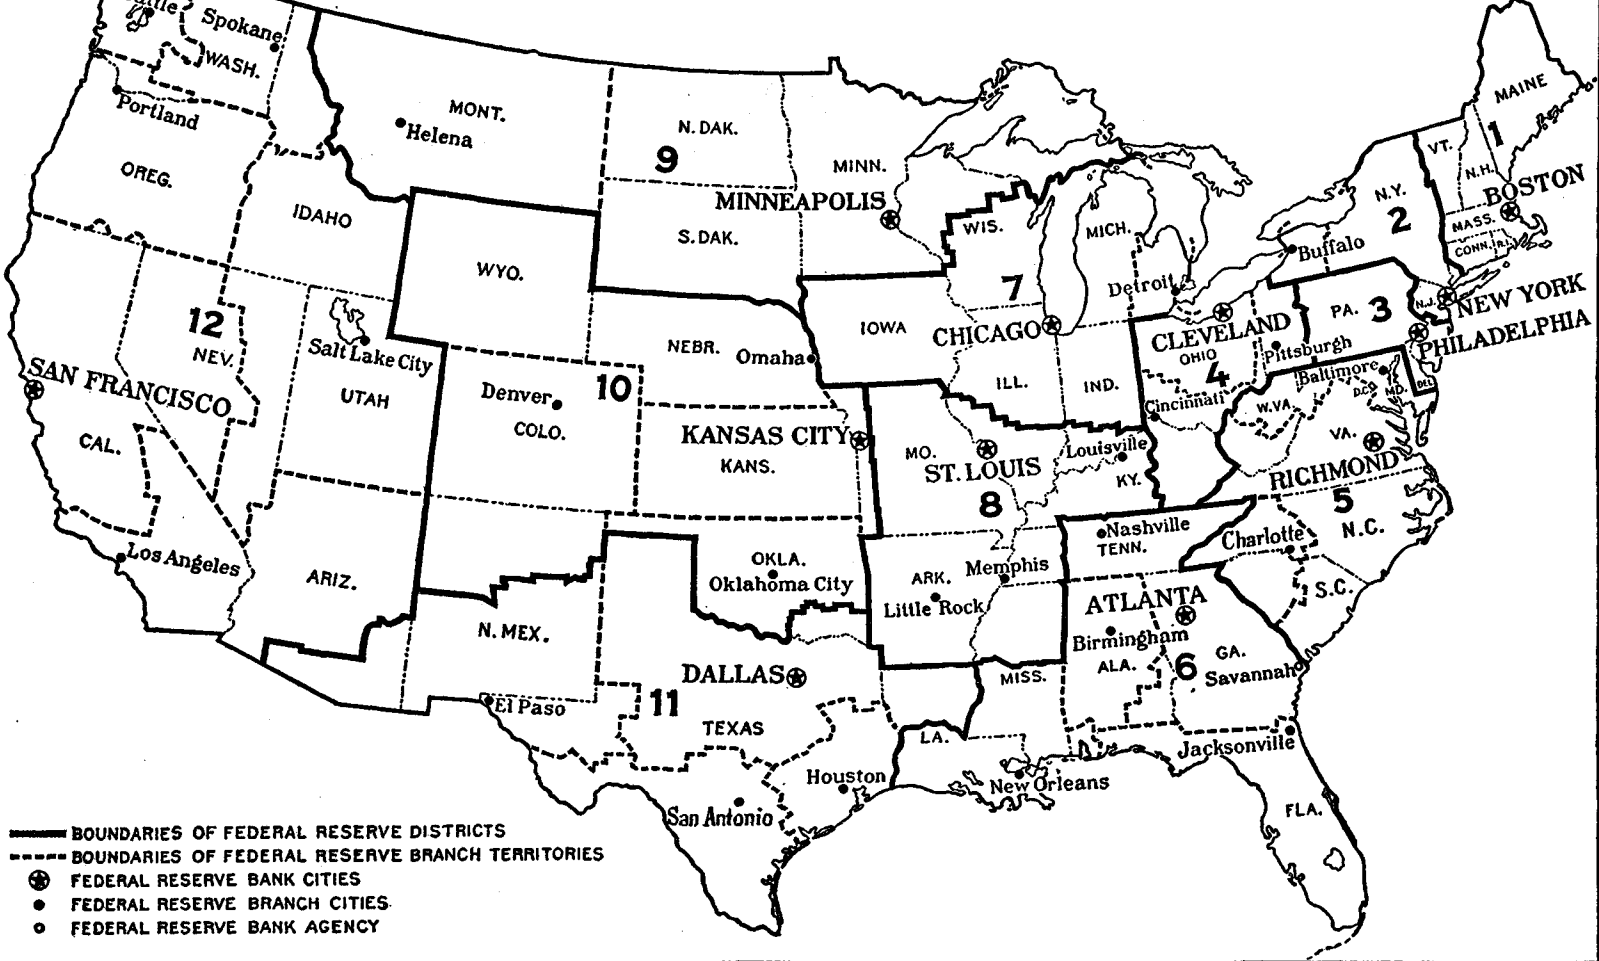 Spokane
WASH.
Portland
OREG.
MONT.
Helena
IDAHO
N. DAK.
9
MINN.
MINNEAPOLIS
S. DAK.
WYO.
WIS.
MICH.
7
Detroit
MAINE
1
VT.
N.H.
BOSTON
MASS.
CONN.
R.I.
N.Y.
2
Buffalo
N.J.
NEW YORK
PA.
3
PHILADELPHIA
12
NEV.
SAN FRANCISCO
CAL.
Salt Lake City
UTAH
Los Angeles
ARIZ.
IOWA
CHICAGO
ILL.
IND.
CLEVELAND
OHIO
4
Pittsburgh
Cincinnati
Baltimore
D.C.
MD.
DEL.
W.VA.
VA.
RICHMOND
5
N.C.
Charlotte
S.C.
NEBR.
Omaha
10
Denver
COLO.
KANSAS CITY
KANS.
MO.
ST. LOUIS
8
Louisville
KY.
Nashville
TENN.
Memphis
ARK.
Little Rock
OKLA.
Oklahoma City
N. MEX.
El Paso
DALLAS
11
TEXAS
Houston
San Antonio
ATLANTA
Birmingham
ALA.
6
GA.
Savannah
MISS.
LA.
New Orleans
Jacksonville
FLA.
BOUNDARIES OF FEDERAL RESERVE DISTRICTS
BOUNDARIES OF FEDERAL RESERVE BRANCH TERRITORIES
FEDERAL RESERVE BANK CITIES
FEDERAL RESERVE BRANCH CITIES
FEDERAL RESERVE BANK AGENCY